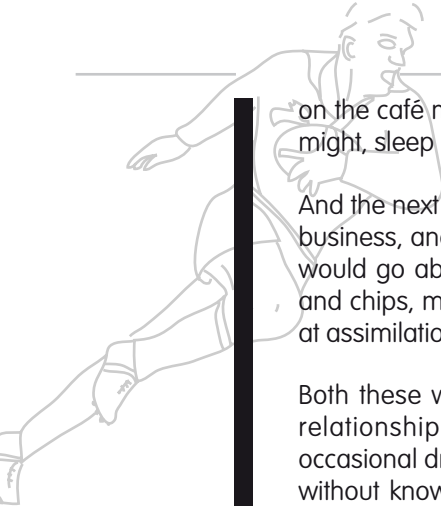 on the café
might, sleep
And the next
business, and
would go ab
and chips, m
at assimilatio
Both these w
relationship
occasional dr
without know